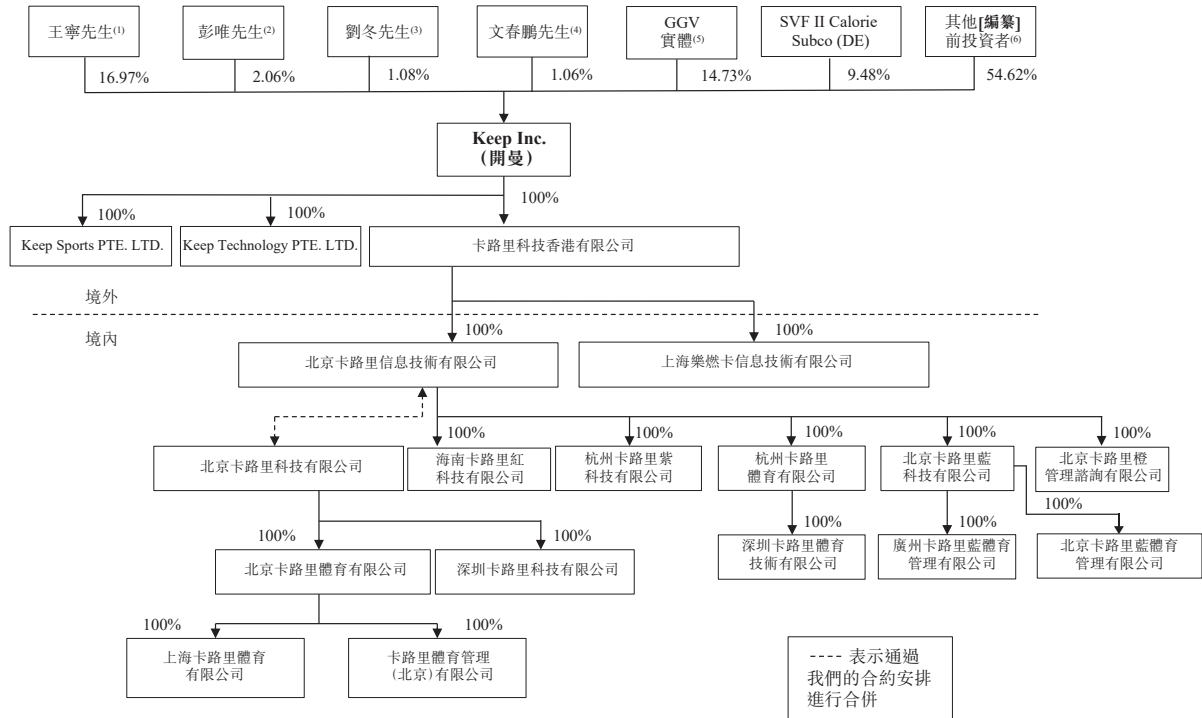 王寧先生(1)
彭唯先生(2)
劉冬先生(3)
文春鵬先生(4)
GGV
實體(5)
SVF II Calorie
Subco (DE)
其他[編纂]
前投資者(6)
16.97%
2.06%
1.08%
1.06%
14.73%
9.48%
54.62%
Keep Inc.
(開曼)
100%
100%
100%
Keep Sports PTE. LTD.
Keep Technology PTE. LTD.
卡路里科技香港有限公司
境外
境內
100%
100%
北京卡路里信息技術有限公司
上海樂燃卡信息技術有限公司
100%
100%
100%
100%
100%
北京卡路里科技有限公司
海南卡路里紅
科技有限公司
杭州卡路里紫
科技有限公司
杭州卡路里
體育有限公司
北京卡路里藍
科技有限公司
北京卡路里橙
管理諮詢有限公司
100%
100%
100%
100%
100%
北京卡路里體育有限公司
深圳卡路里科技有限公司
深圳卡路里體育
技術有限公司
廣州卡路里藍體育
管理有限公司
北京卡路里藍體育
管理有限公司
100%
100%
上海卡路里體育
有限公司
卡路里體育管理
(北京)有限公司
---- 表示通過
我們的合約安排
進行合併